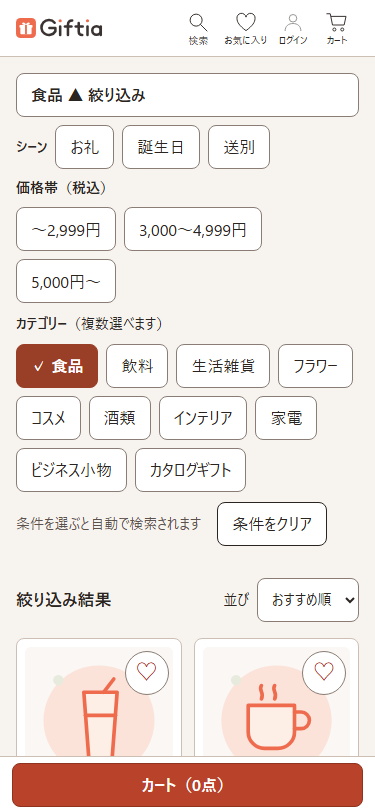 Giftia
検索 お気に入り ログイン カート
食品 ▲ 絞り込み
シーン お礼 誕生日 送別
価格帯（税込）
〜2,999円 3,000〜4,999円
5,000円〜
カテゴリー（複数選べます）
✓ 食品 飲料 生活雑貨 フラワー
コスメ 酒類 インテリア 家電
ビジネス小物 カタログギフト
条件を選ぶと自動で検索されます 条件をクリア
絞り込み結果 並び おすすめ順
カート（0点）